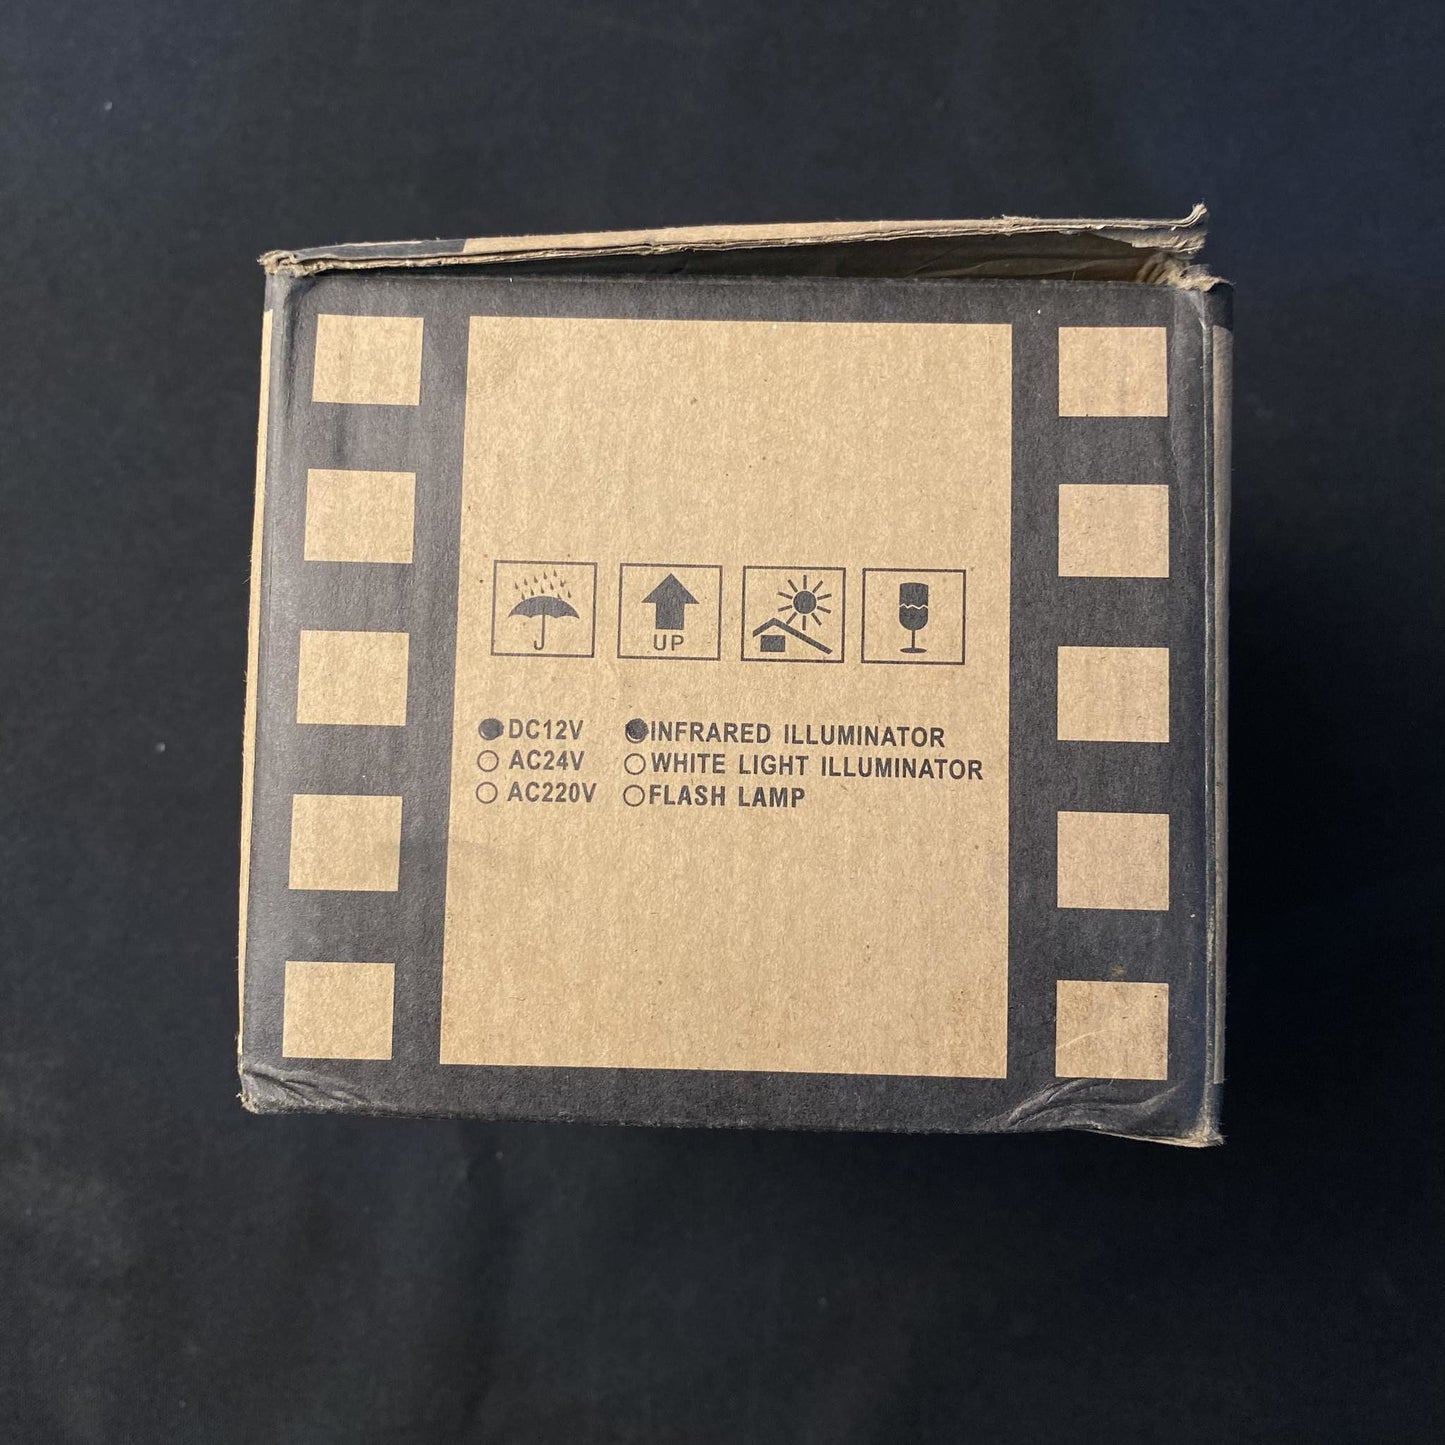 UP
DC12V INFRARED ILLUMINATOR
AC24V WHITE LIGHT ILLUMINATOR
AC220V FLASH LAMP